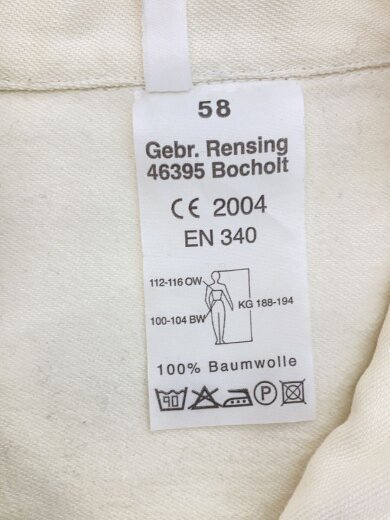 58
Gebr. Rensing
46395 Bocholt
CE 2004
EN 340
112-116 OW
KG 188-194
100-104 BW
100% Baumwolle
90 P